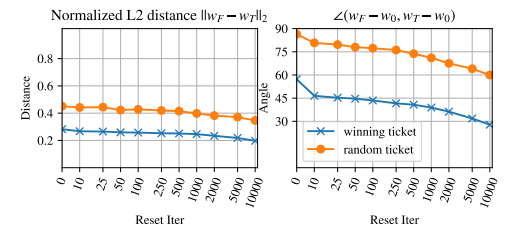 Normalized L2 distance ||w_F − w_T||_2
Distance
0.8
0.6
0.4
0.2
0 10 25 50 100 500 1000 2000 5000 10000
Reset Iter
∠(w_F − w_0, w_T − w_0)
Angle
90
75
60
45
30
winning ticket
random ticket
0 10 25 50 100 500 1000 2000 5000 10000
Reset Iter